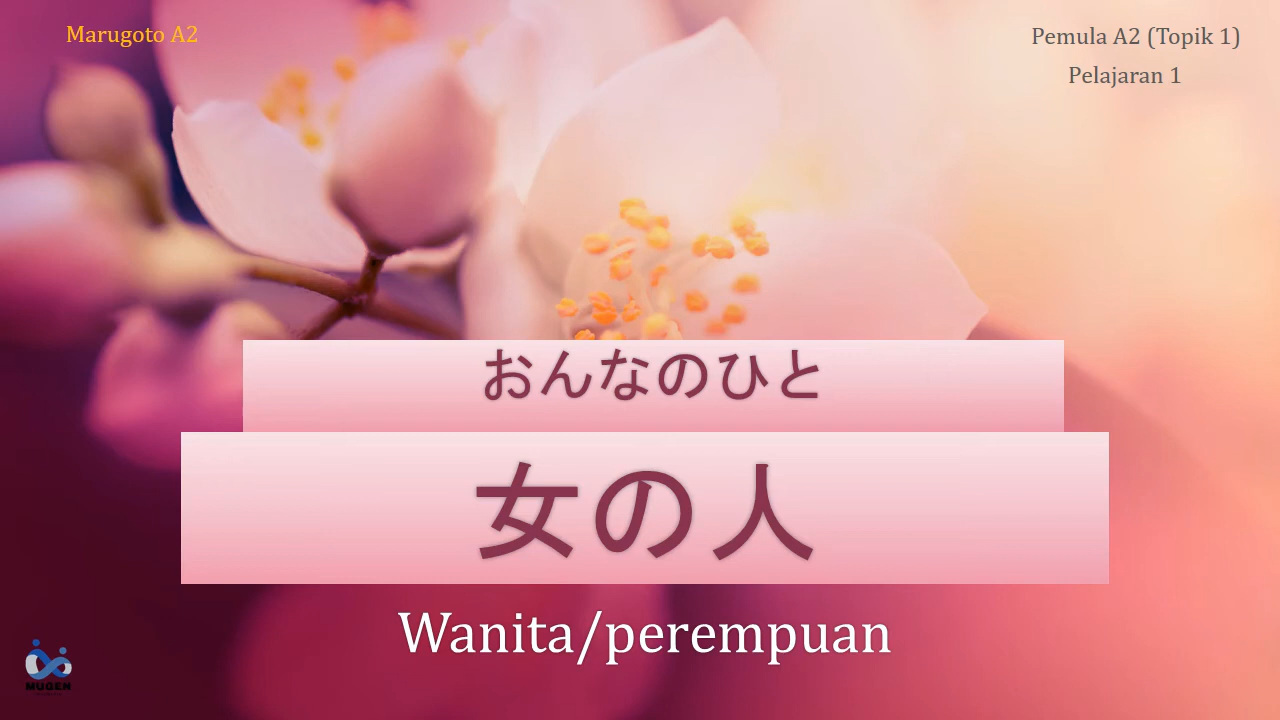 Marugoto A2
Pemula A2 (Topik 1)
Pelajaran 1
おんなのひと
女の人
Wanita/perempuan
MUGEN